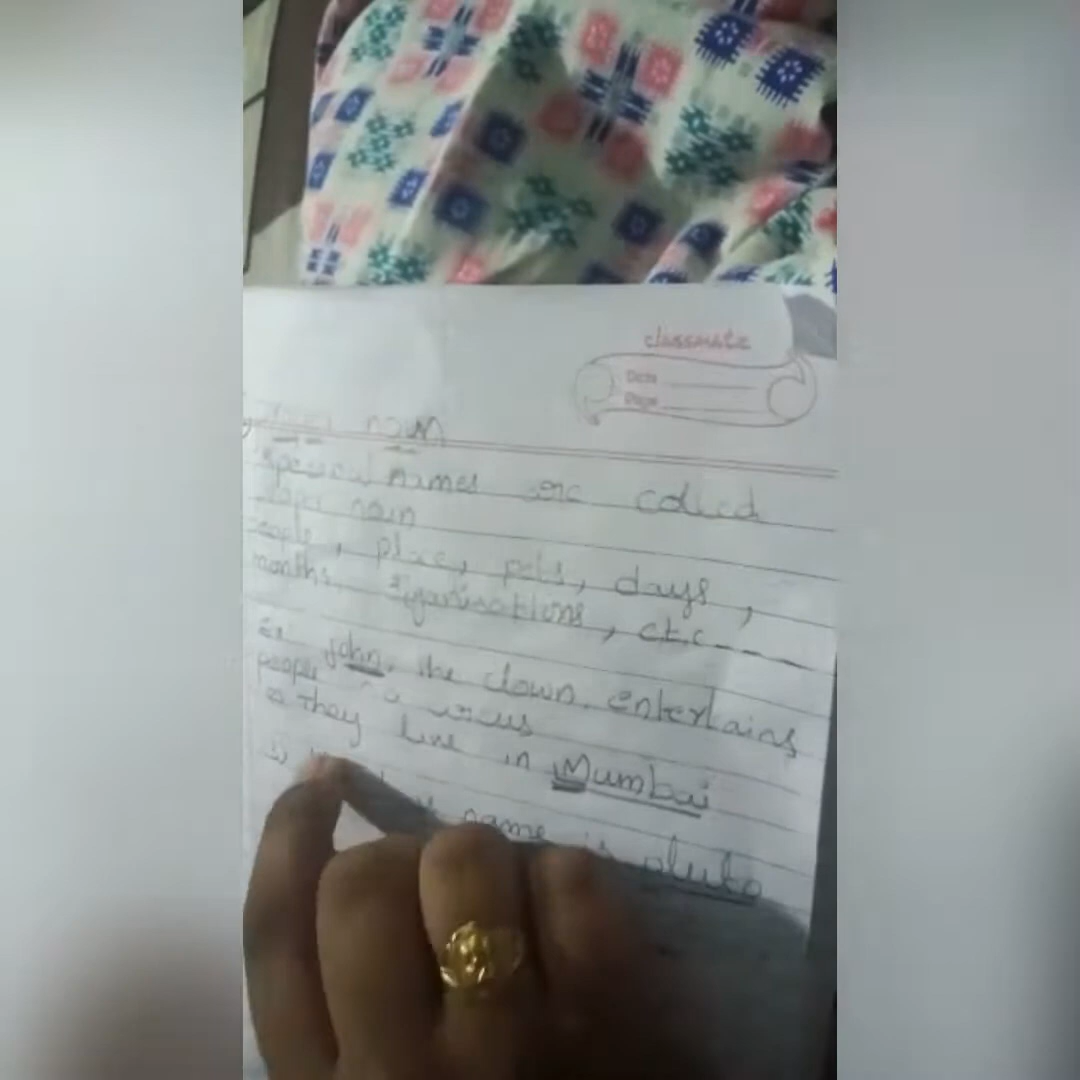 classmate
Date
Page
noun
Special names are called
noun
people, place, pets, days,
months organisations, etc
Ex John, the clown entertains
people
They live in Mumbai
name is pluto